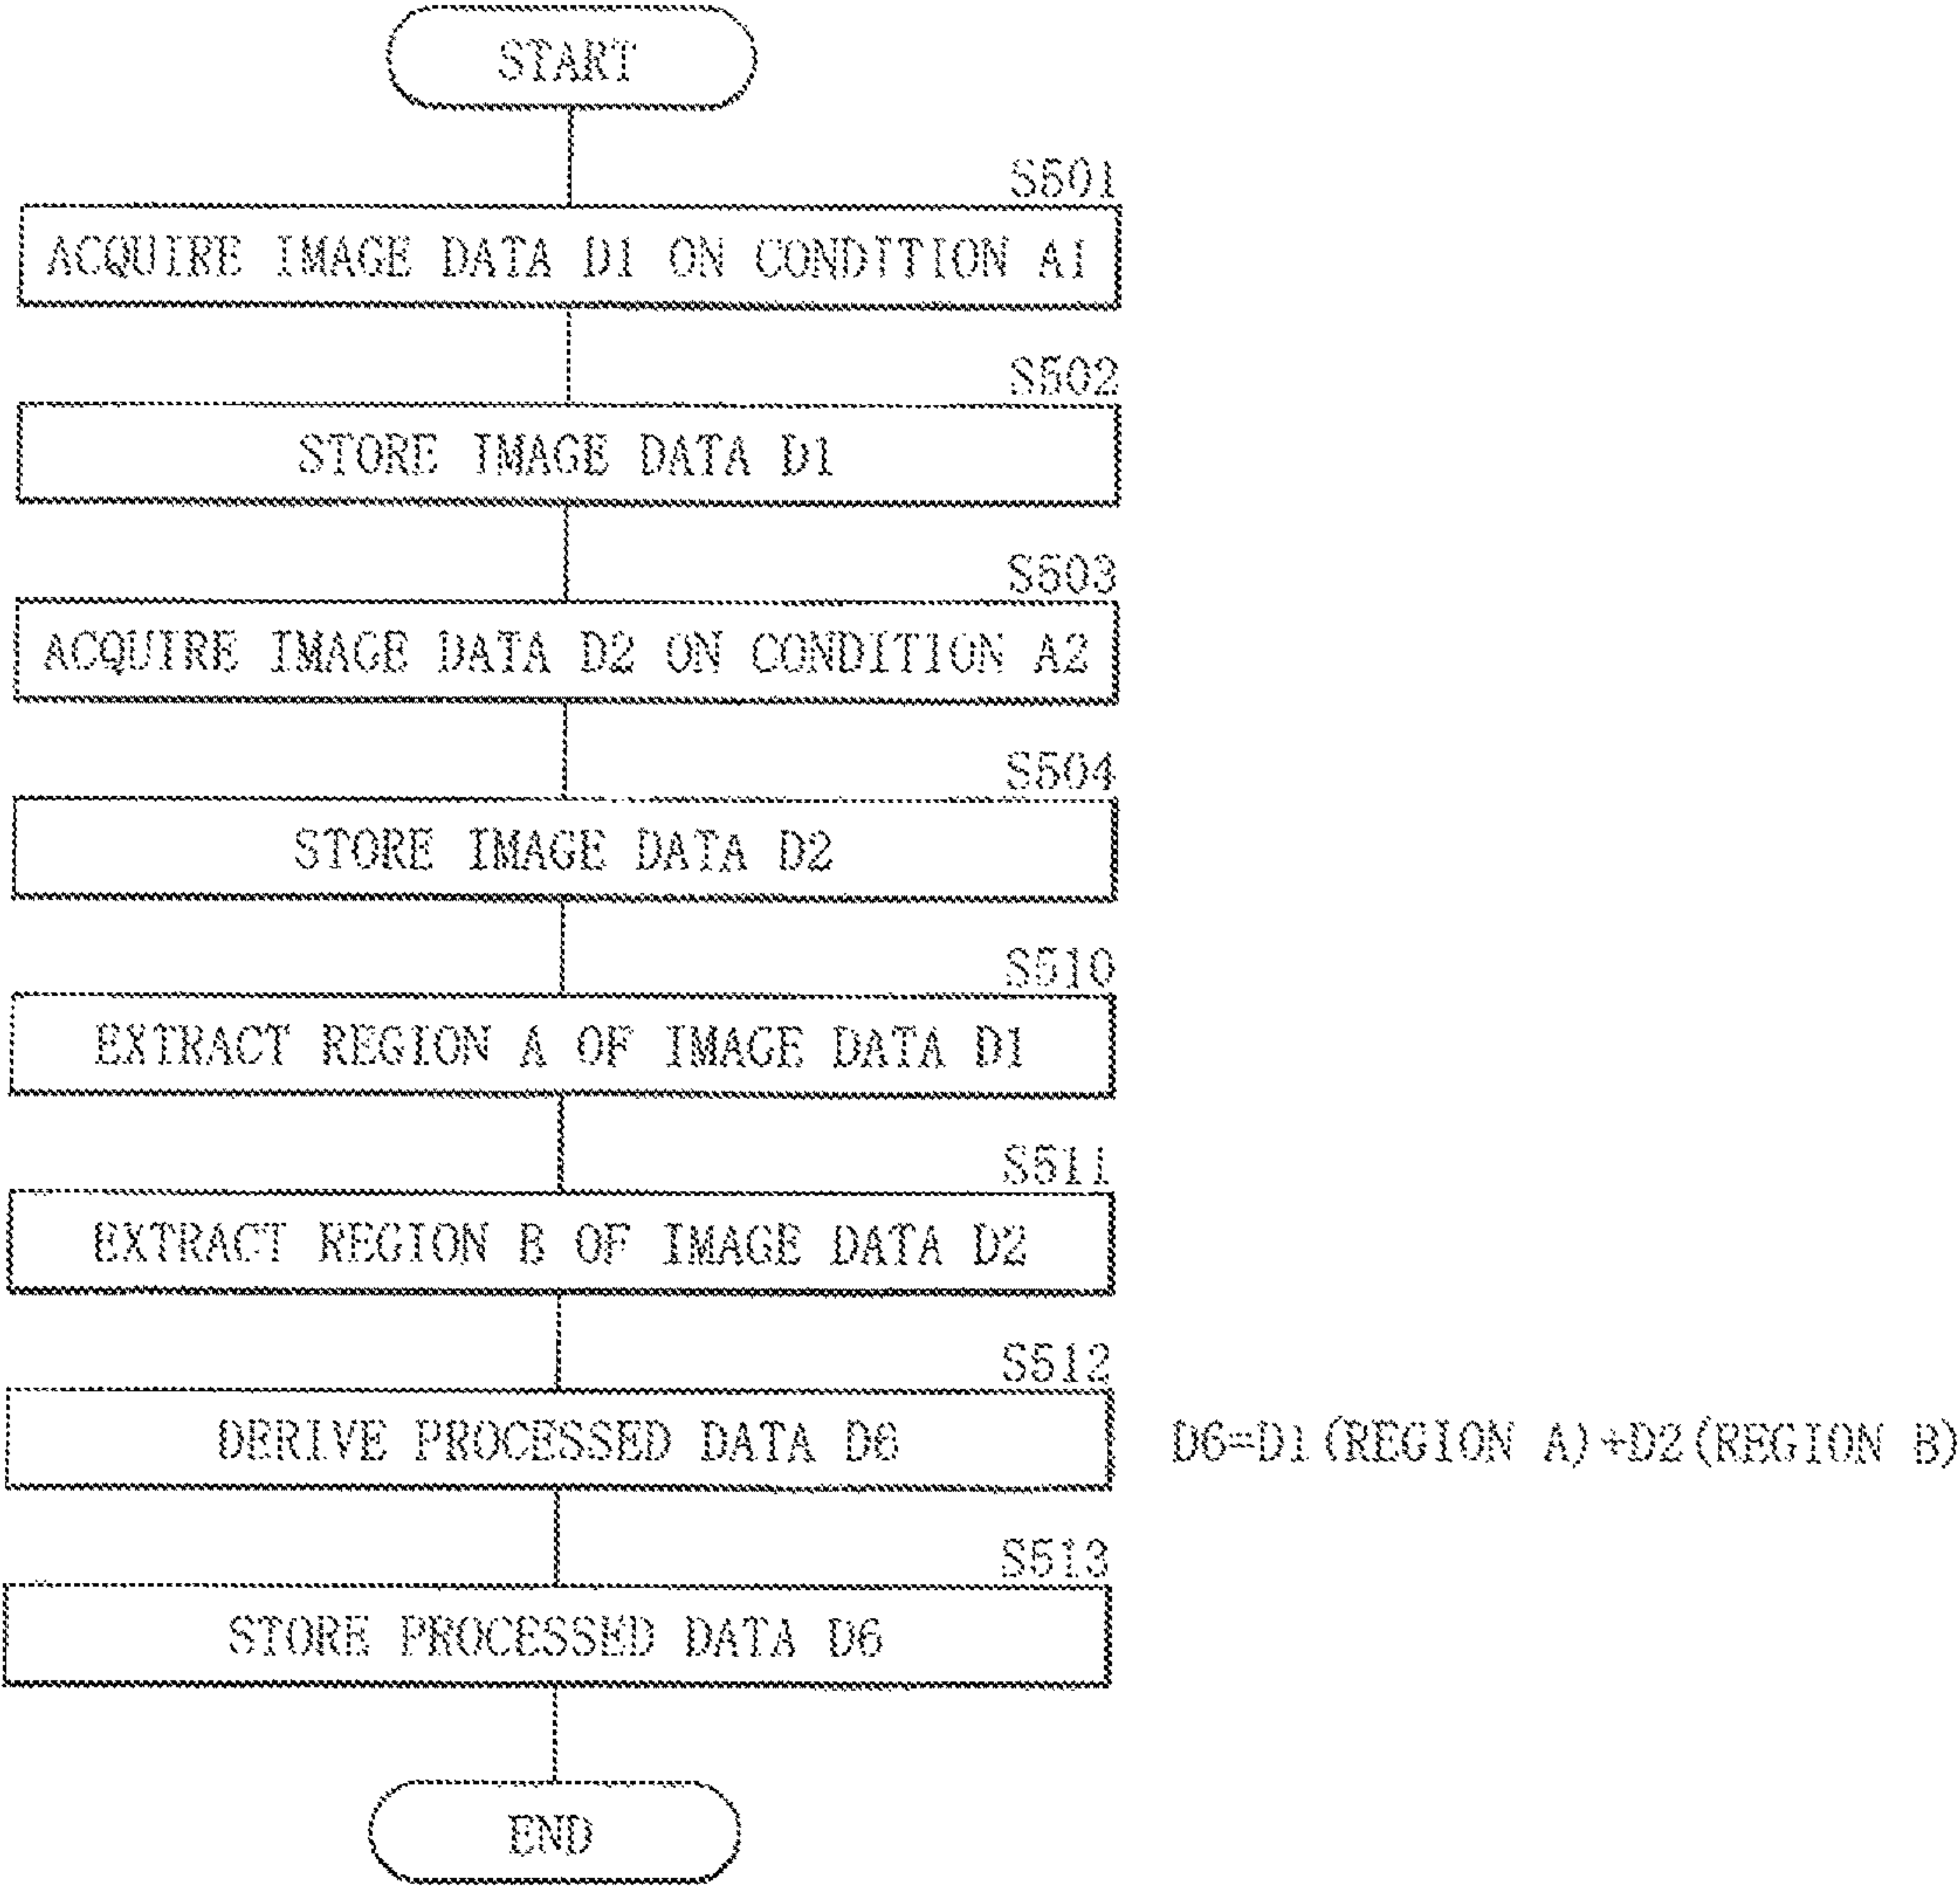 START
S501
ACQUIRE IMAGE DATA D1 ON CONDITION A1
S502
STORE IMAGE DATA D1
S503
ACQUIRE IMAGE DATA D2 ON CONDITION A2
S504
STORE IMAGE DATA D2
S510
EXTRACT REGION A OF IMAGE DATA D1
S511
EXTRACT REGION B OF IMAGE DATA D2
S512
DERIVE PROCESSED DATA D6
D6=D1(REGION A)+D2(REGION B)
S513
STORE PROCESSED DATA D6
END